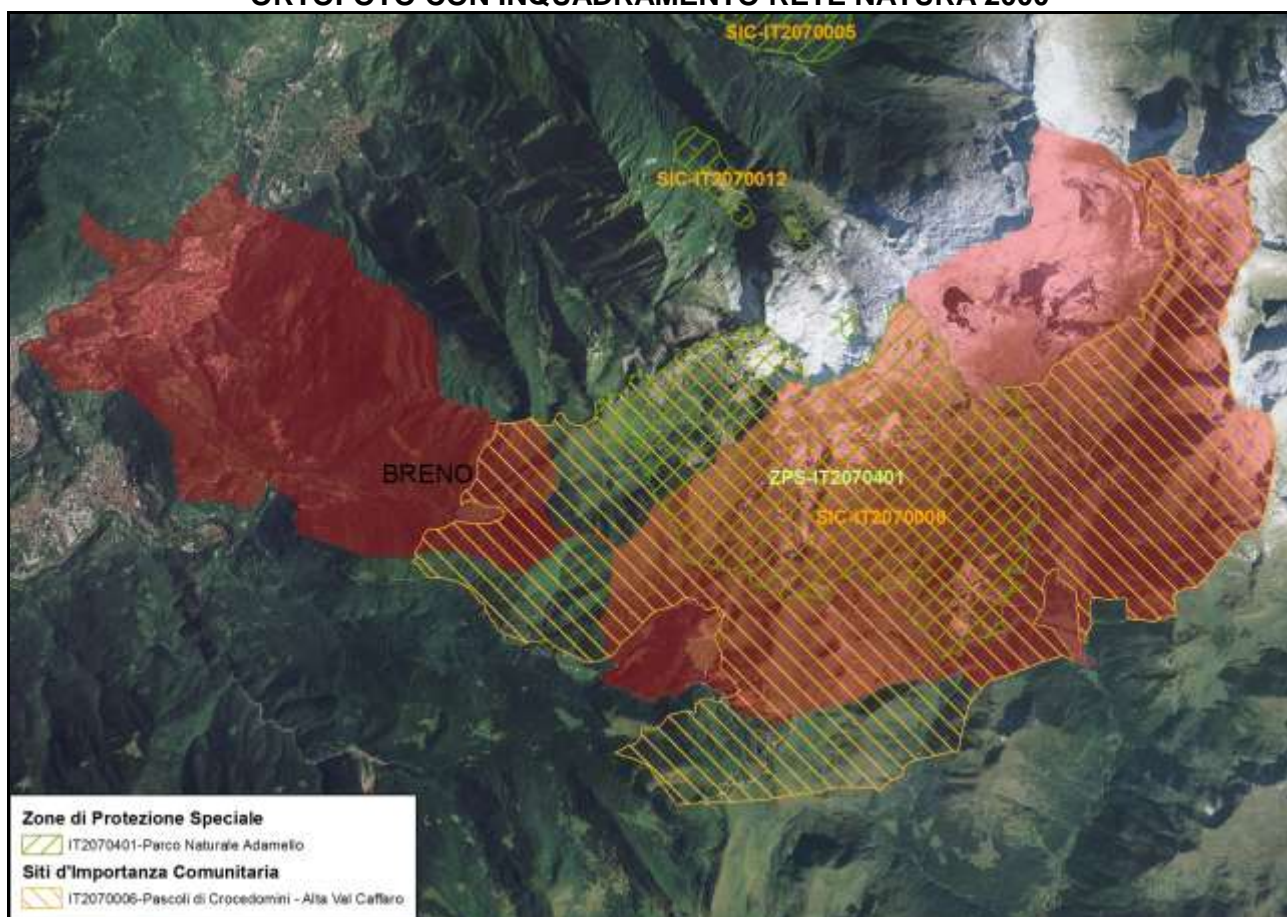 ORTOFOTO CON INQUADRAMENTO RETE NATURA 2000
SIC-IT2070005
SIC-IT2070012
BRENO
ZPS-IT2070401
SIC-IT2070006
Zone di Protezione Speciale
IT2070401-Parco Naturale Adamello
Siti d'Importanza Comunitaria
IT2070006-Pascoli di Crocedomini - Alta Val Caffaro